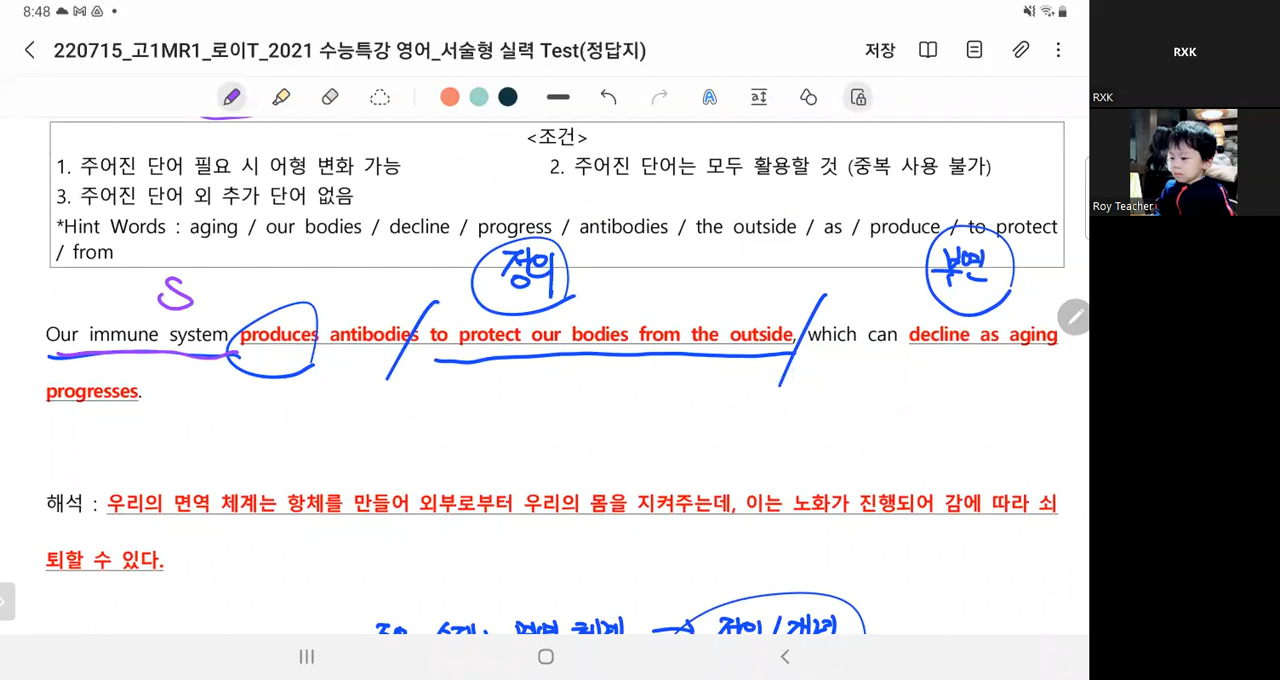 8:48
220715_고1MR1_로이T_2021 수능특강 영어_서술형 실력 Test(정답지)
저장
RXK
RXK
Roy Teacher
<조건>
1. 주어진 단어 필요 시 어형 변화 가능 2. 주어진 단어는 모두 활용할 것 (중복 사용 불가)
3. 주어진 단어 외 추가 단어 없음
*Hint Words : aging / our bodies / decline / progress / antibodies / the outside / as / produce / to protect
/ from
S 정의 부연
Our immune system produces antibodies to protect our bodies from the outside, which can decline as aging
progresses.
해석 : 우리의 면역 체계는 항체를 만들어 외부로부터 우리의 몸을 지켜주는데, 이는 노화가 진행되어 감에 따라 쇠
퇴할 수 있다.